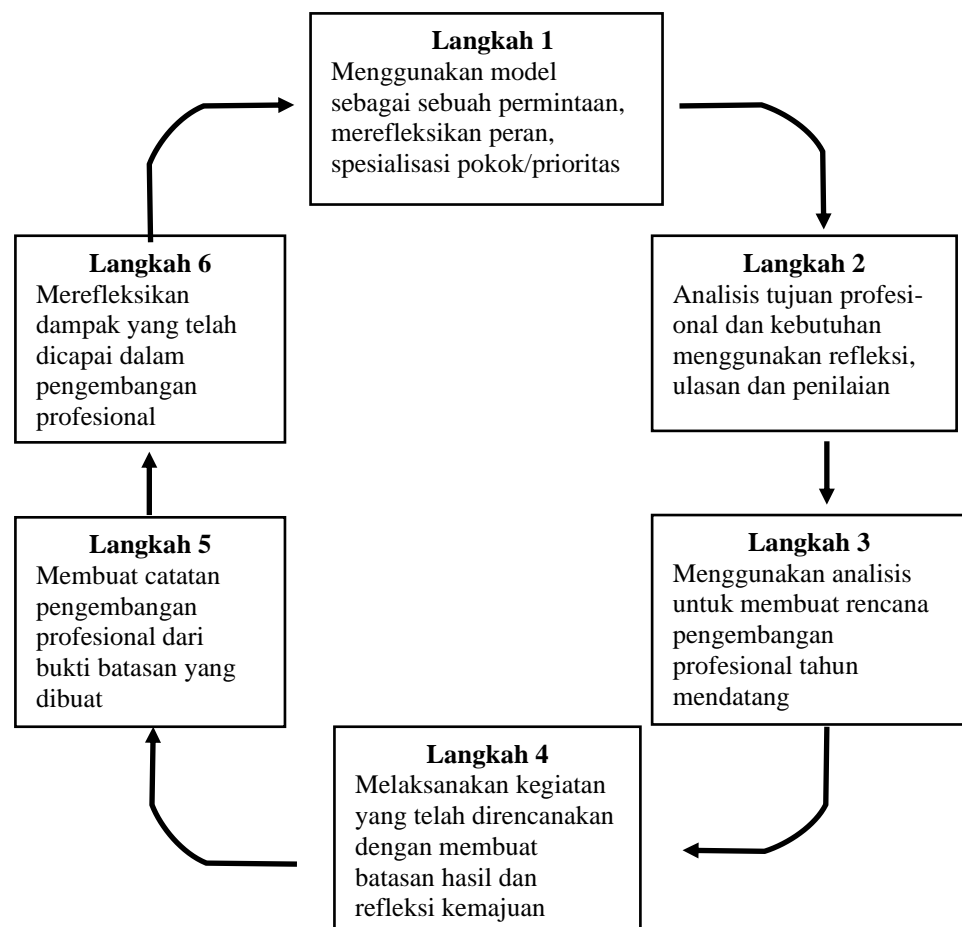 Langkah 1
Menggunakan model
sebagai sebuah permintaan,
merefleksikan peran,
spesialisasi pokok/prioritas
Langkah 2
Analisis tujuan profesi-
onal dan kebutuhan
menggunakan refleksi,
ulasan dan penilaian
Langkah 3
Menggunakan analisis
untuk membuat rencana
pengembangan
profesional tahun
mendatang
Langkah 4
Melaksanakan kegiatan
yang telah direncanakan
dengan membuat
batasan hasil dan
refleksi kemajuan
Langkah 5
Membuat catatan
pengembangan
profesional dari
bukti batasan yang
dibuat
Langkah 6
Merefleksikan
dampak yang telah
dicapai dalam
pengembangan
profesional